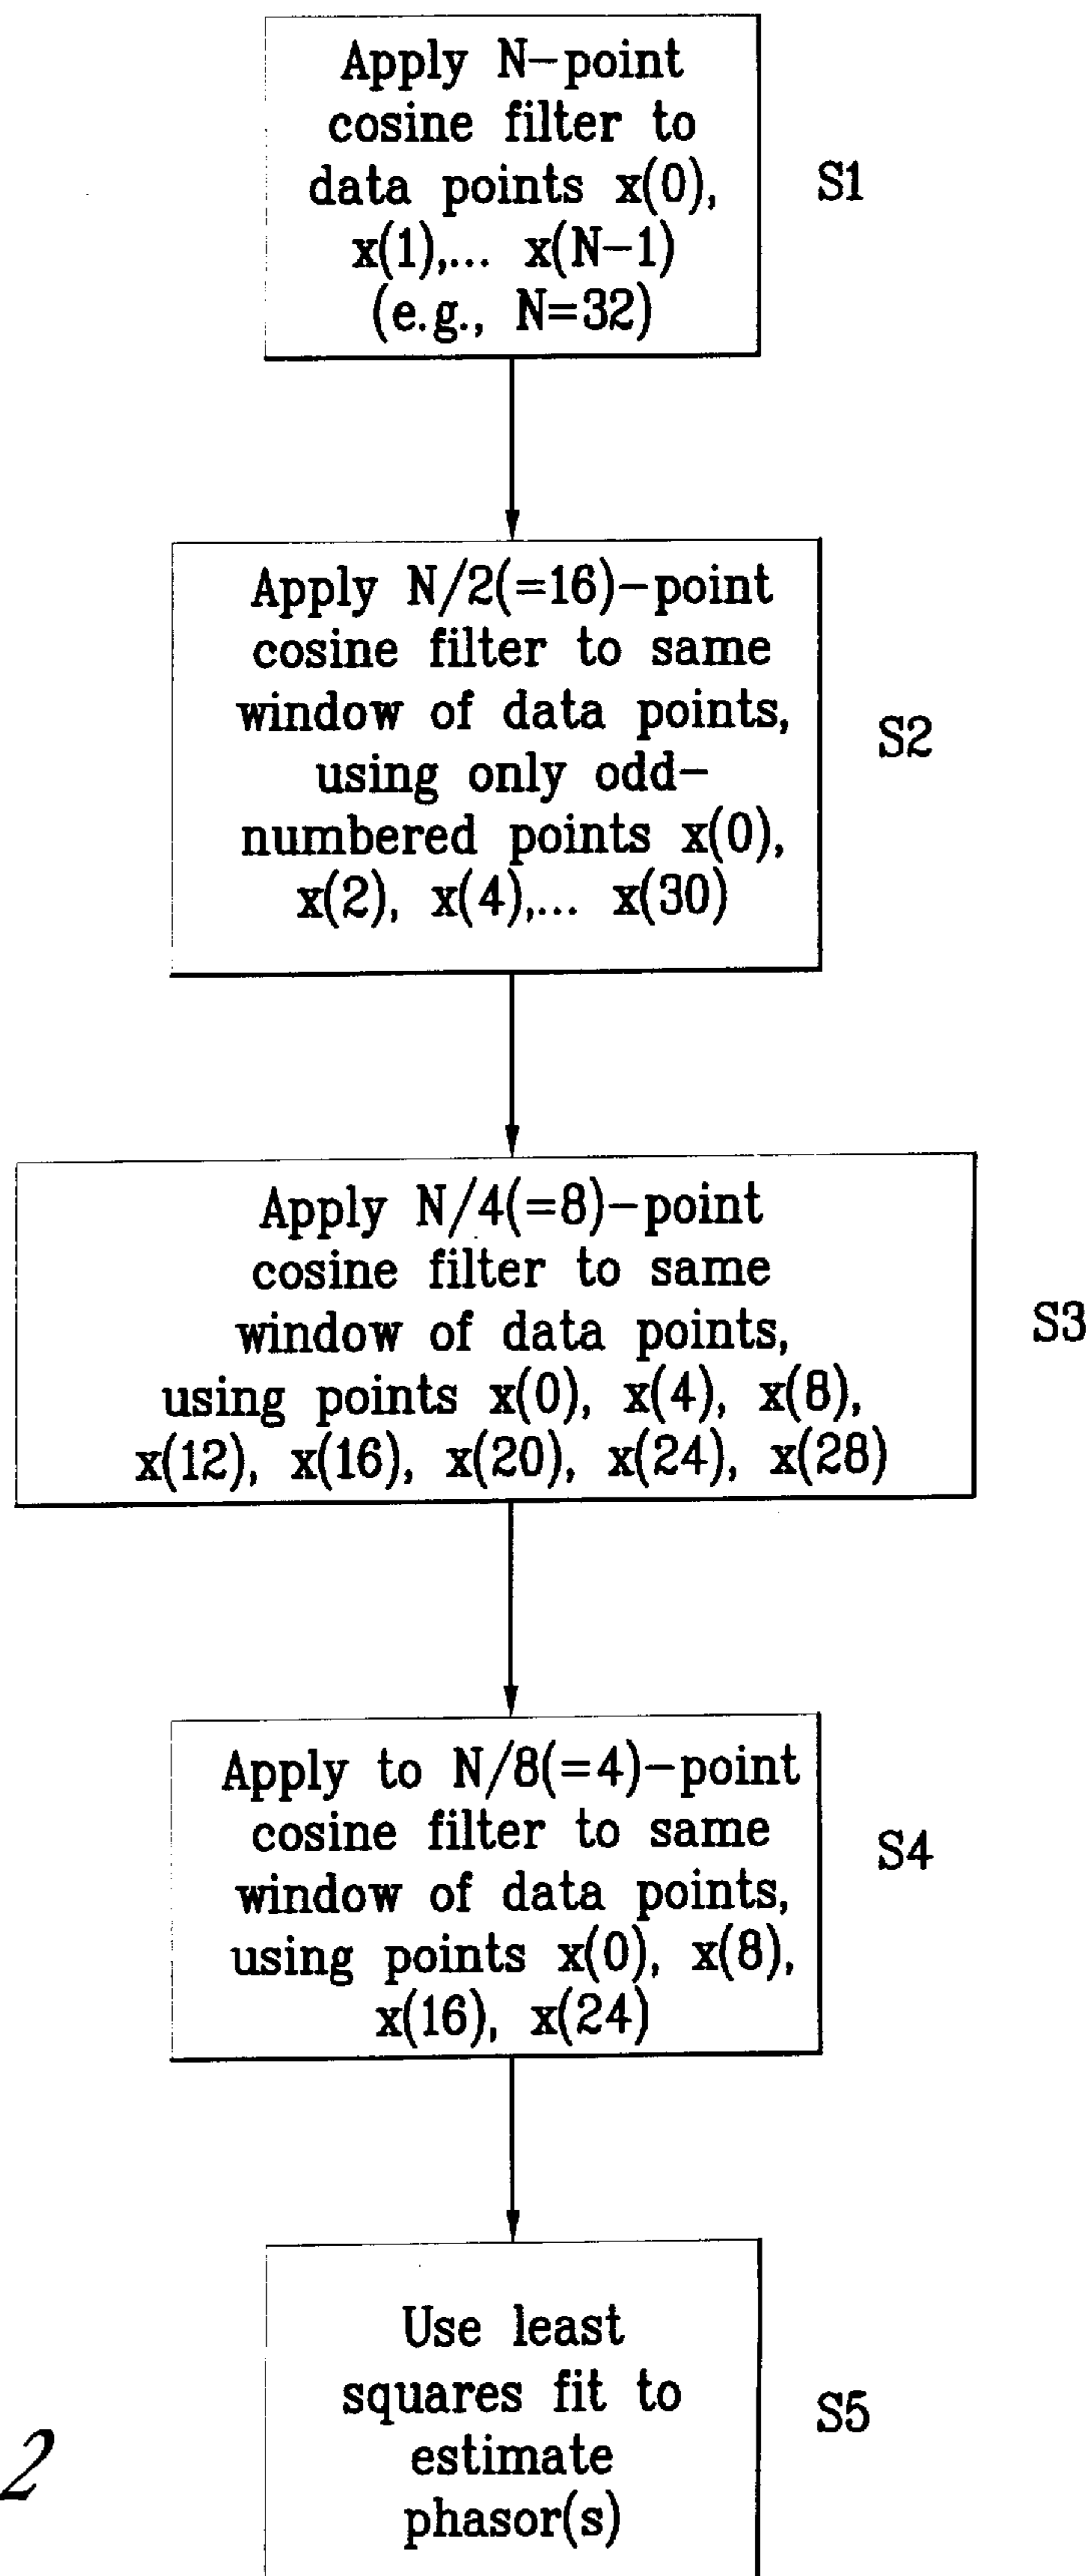 Apply N-point
cosine filter to
data points x(0),
x(1),... x(N-1)
(e.g., N=32)
S1
Apply N/2(=16)-point
cosine filter to same
window of data points,
using only odd-
numbered points x(0),
x(2), x(4),... x(30)
S2
Apply N/4(=8)-point
cosine filter to same
window of data points,
using points x(0), x(4), x(8),
x(12), x(16), x(20), x(24), x(28)
S3
Apply to N/8(=4)-point
cosine filter to same
window of data points,
using points x(0), x(8),
x(16), x(24)
S4
Use least
squares fit to
estimate
phasor(s)
S5
2